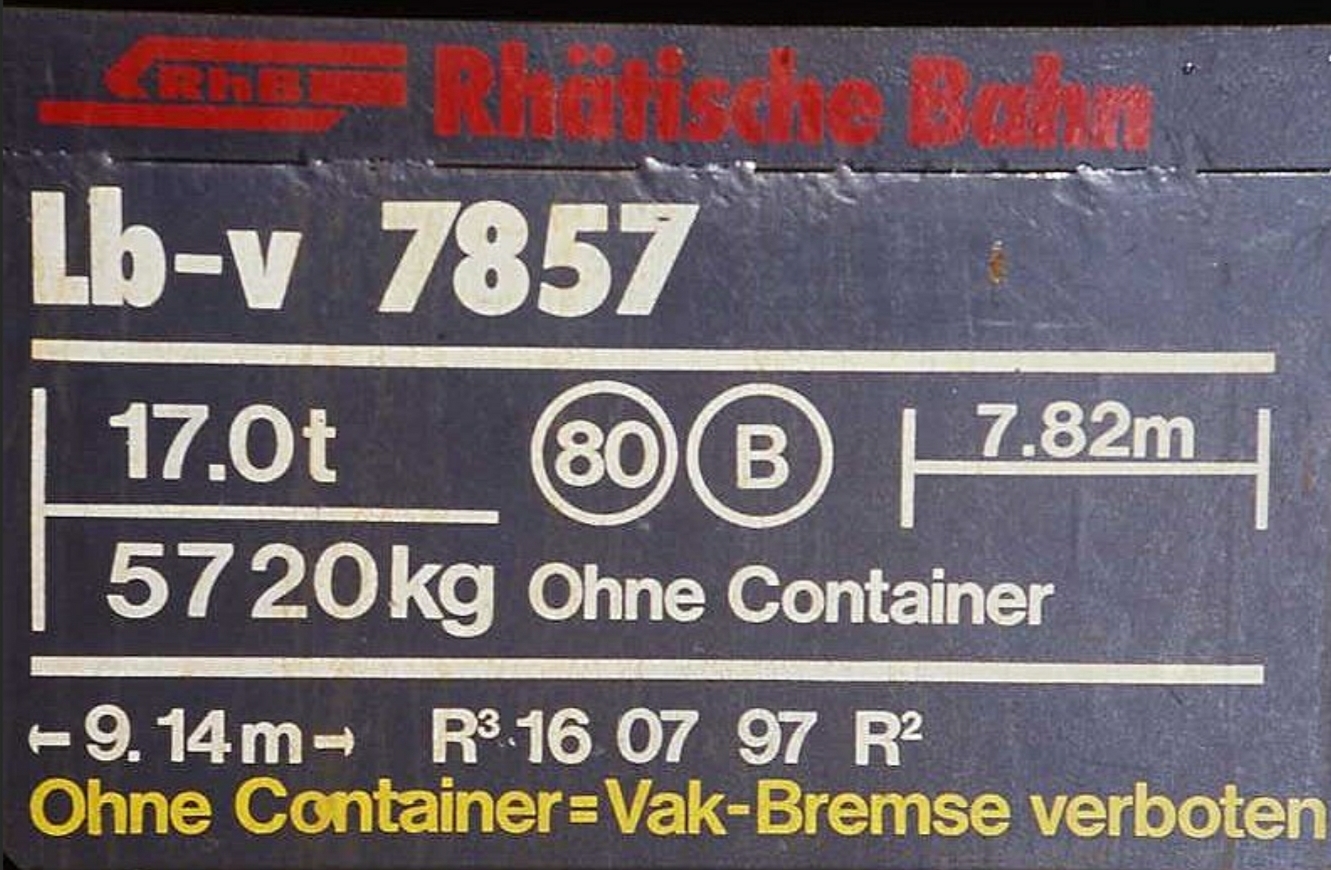 RhB Rhätische Bahn
Lb-v 7857
17.0t 80 B 7.82m
5720kg Ohne Container
←9.14m→ R³ 16 07 97 R²
Ohne Container=Vak-Bremse verboten